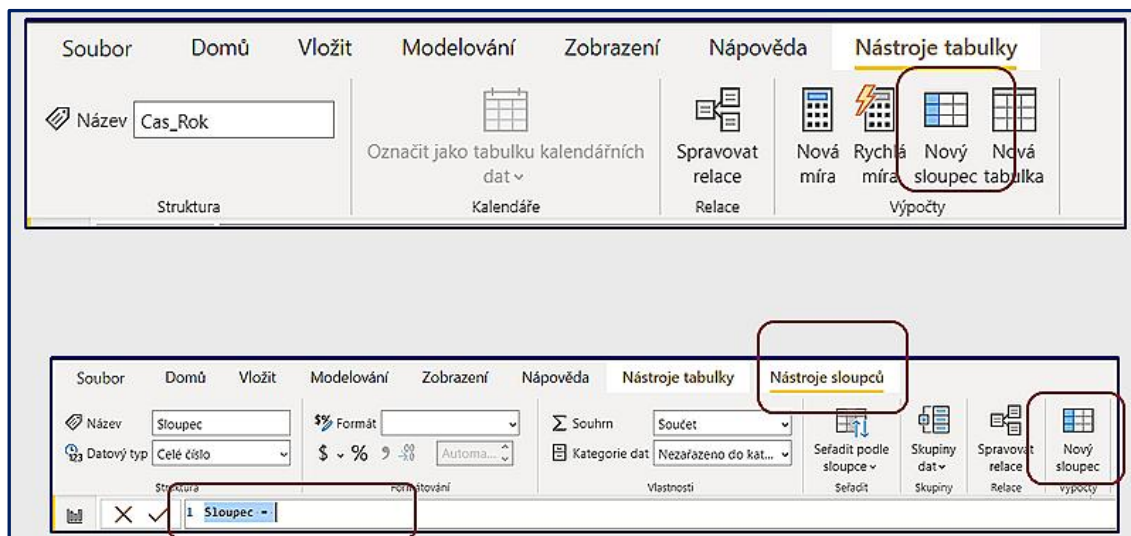 Soubor Domů Vložit Modelování Zobrazení Nápověda Nástroje tabulky
Název Cas_Rok
Označit jako tabulku kalendářních
dat
Spravovat
relace
Nová
míra
Rychlá
míra
Nový
sloupec
Nová
tabulka
Struktura Kalendáře Relace Výpočty
Soubor Domů Vložit Modelování Zobrazení Nápověda Nástroje tabulky Nástroje sloupců
Název Sloupec
$% Formát
Souhrn Součet
123 Datový typ Celé číslo
$ % 9 .00 Automa...
Kategorie dat Nezařazeno do kat...
Seřadit podle
sloupce
Skupiny
dat
Spravovat
relace
Nový
sloupec
Struktura Formátování Vlastnosti Seřadit Skupiny Relace Výpočty
1 Sloupec =